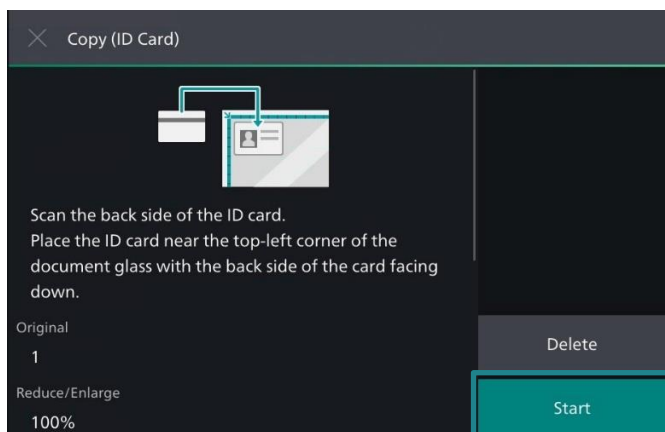 Copy (ID Card)
Scan the back side of the ID card.
Place the ID card near the top-left corner of the
document glass with the back side of the card facing
down.
Original
1
Reduce/Enlarge
100%
Delete
Start